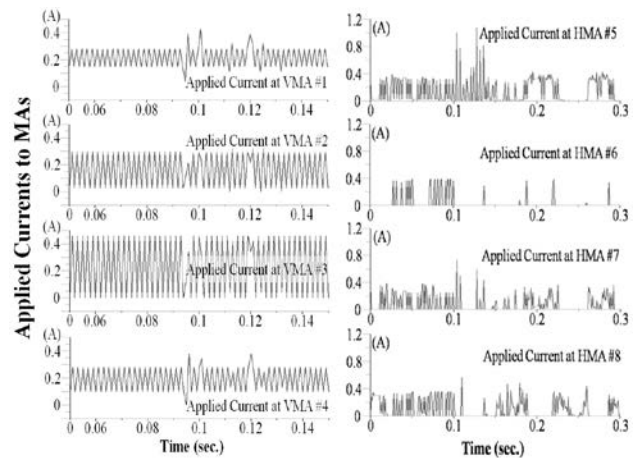 Applied Currents to MAs
(A)
0.4
0.2
0
Applied Current at VMA #1
0 0.06 0.08 0.1 0.12 0.14
(A)
0.4
0.2
0
Applied Current at VMA #2
0 0.06 0.08 0.1 0.12 0.14
(A)
0.4
0.2
0
Applied Current at VMA #3
0 0.06 0.08 0.1 0.12 0.14
(A)
0.4
0.2
0
Applied Current at VMA #4
0 0.06 0.08 0.1 0.12 0.14
Time (sec.)
(A)
1.2
0.8
0.4
0
Applied Current at HMA #5
0 0.1 0.2 0.3
(A)
1.2
0.8
0.4
0
Applied Current at HMA #6
0 0.1 0.2 0.3
(A)
1.2
0.8
0.4
0
Applied Current at HMA #7
0 0.1 0.2 0.3
(A)
1.2
0.8
0.4
0
Applied Current at HMA #8
0 0.1 0.2 0.3
Time (sec.)